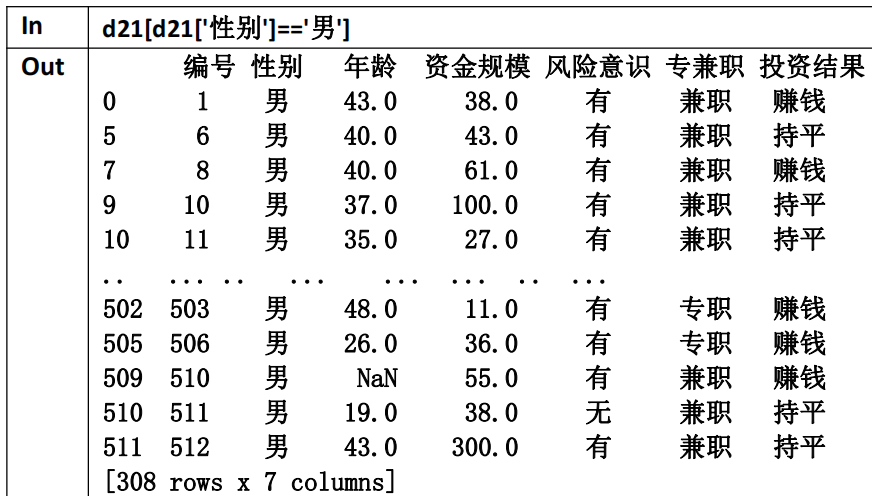 In d21[d21['性别']=='男']
Out 编号 性别 年龄 资金规模 风险意识 专兼职 投资结果
0 1 男 43.0 38.0 有 兼职 赚钱
5 6 男 40.0 43.0 有 兼职 持平
7 8 男 40.0 61.0 有 兼职 赚钱
9 10 男 37.0 100.0 有 兼职 持平
10 11 男 35.0 27.0 有 兼职 持平
.. ... .. ... ... ... .. ...
502 503 男 48.0 11.0 有 专职 赚钱
505 506 男 26.0 36.0 有 专职 赚钱
509 510 男 NaN 55.0 有 兼职 赚钱
510 511 男 19.0 38.0 无 兼职 持平
511 512 男 43.0 300.0 有 兼职 持平
[308 rows x 7 columns]